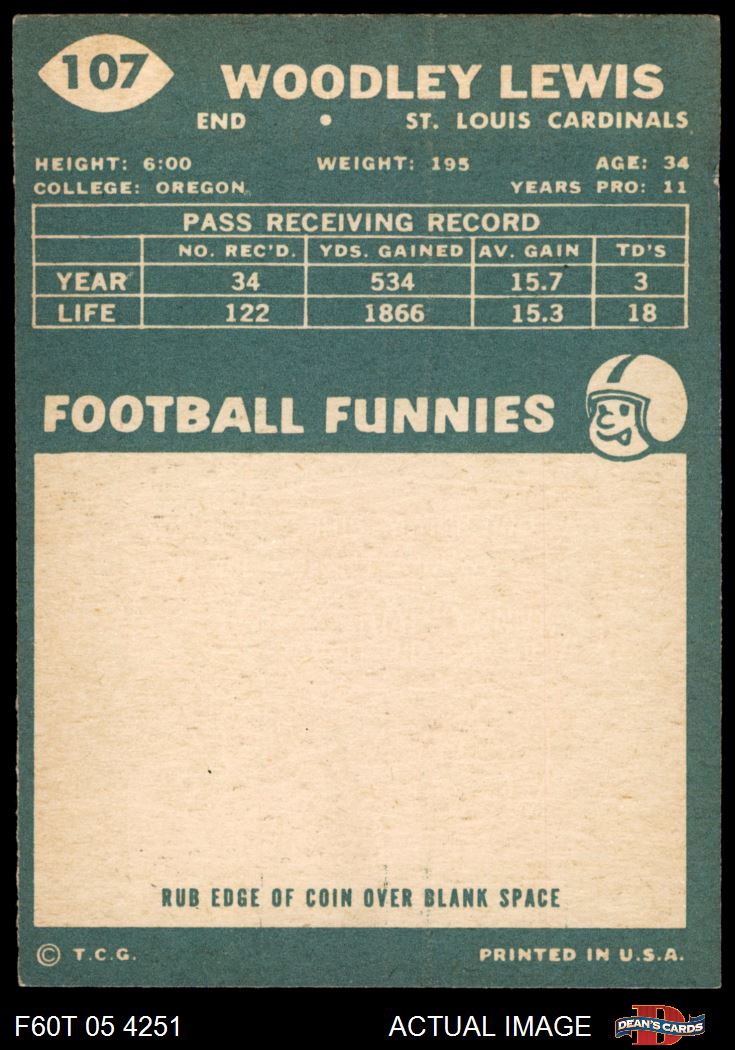 107
WOODLEY LEWIS
END • ST. LOUIS CARDINALS
HEIGHT: 6:00 WEIGHT: 195 AGE: 34
COLLEGE: OREGON YEARS PRO: 11
PASS RECEIVING RECORD
NO. REC'D. YDS. GAINED AV. GAIN TD'S
YEAR 34 534 15.7 3
LIFE 122 1866 15.3 18
FOOTBALL FUNNIES
RUB EDGE OF COIN OVER BLANK SPACE
© T.C.G. PRINTED IN U.S.A.
F60T 05 4251 ACTUAL IMAGE D DEAN'S CARDS